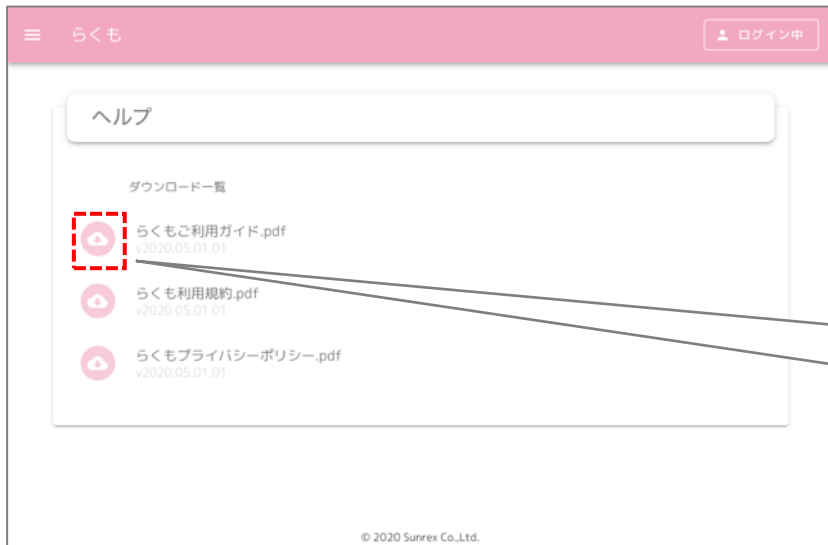 らくも
ログイン中
ヘルプ
ダウンロード一覧
らくもご利用ガイド.pdf
v2020.05.01.01
らくも利用規約.pdf
v2020.05.01.01
らくもプライバシーポリシー.pdf
v2020.05.01.01
© 2020 Sunrex Co.,Ltd.